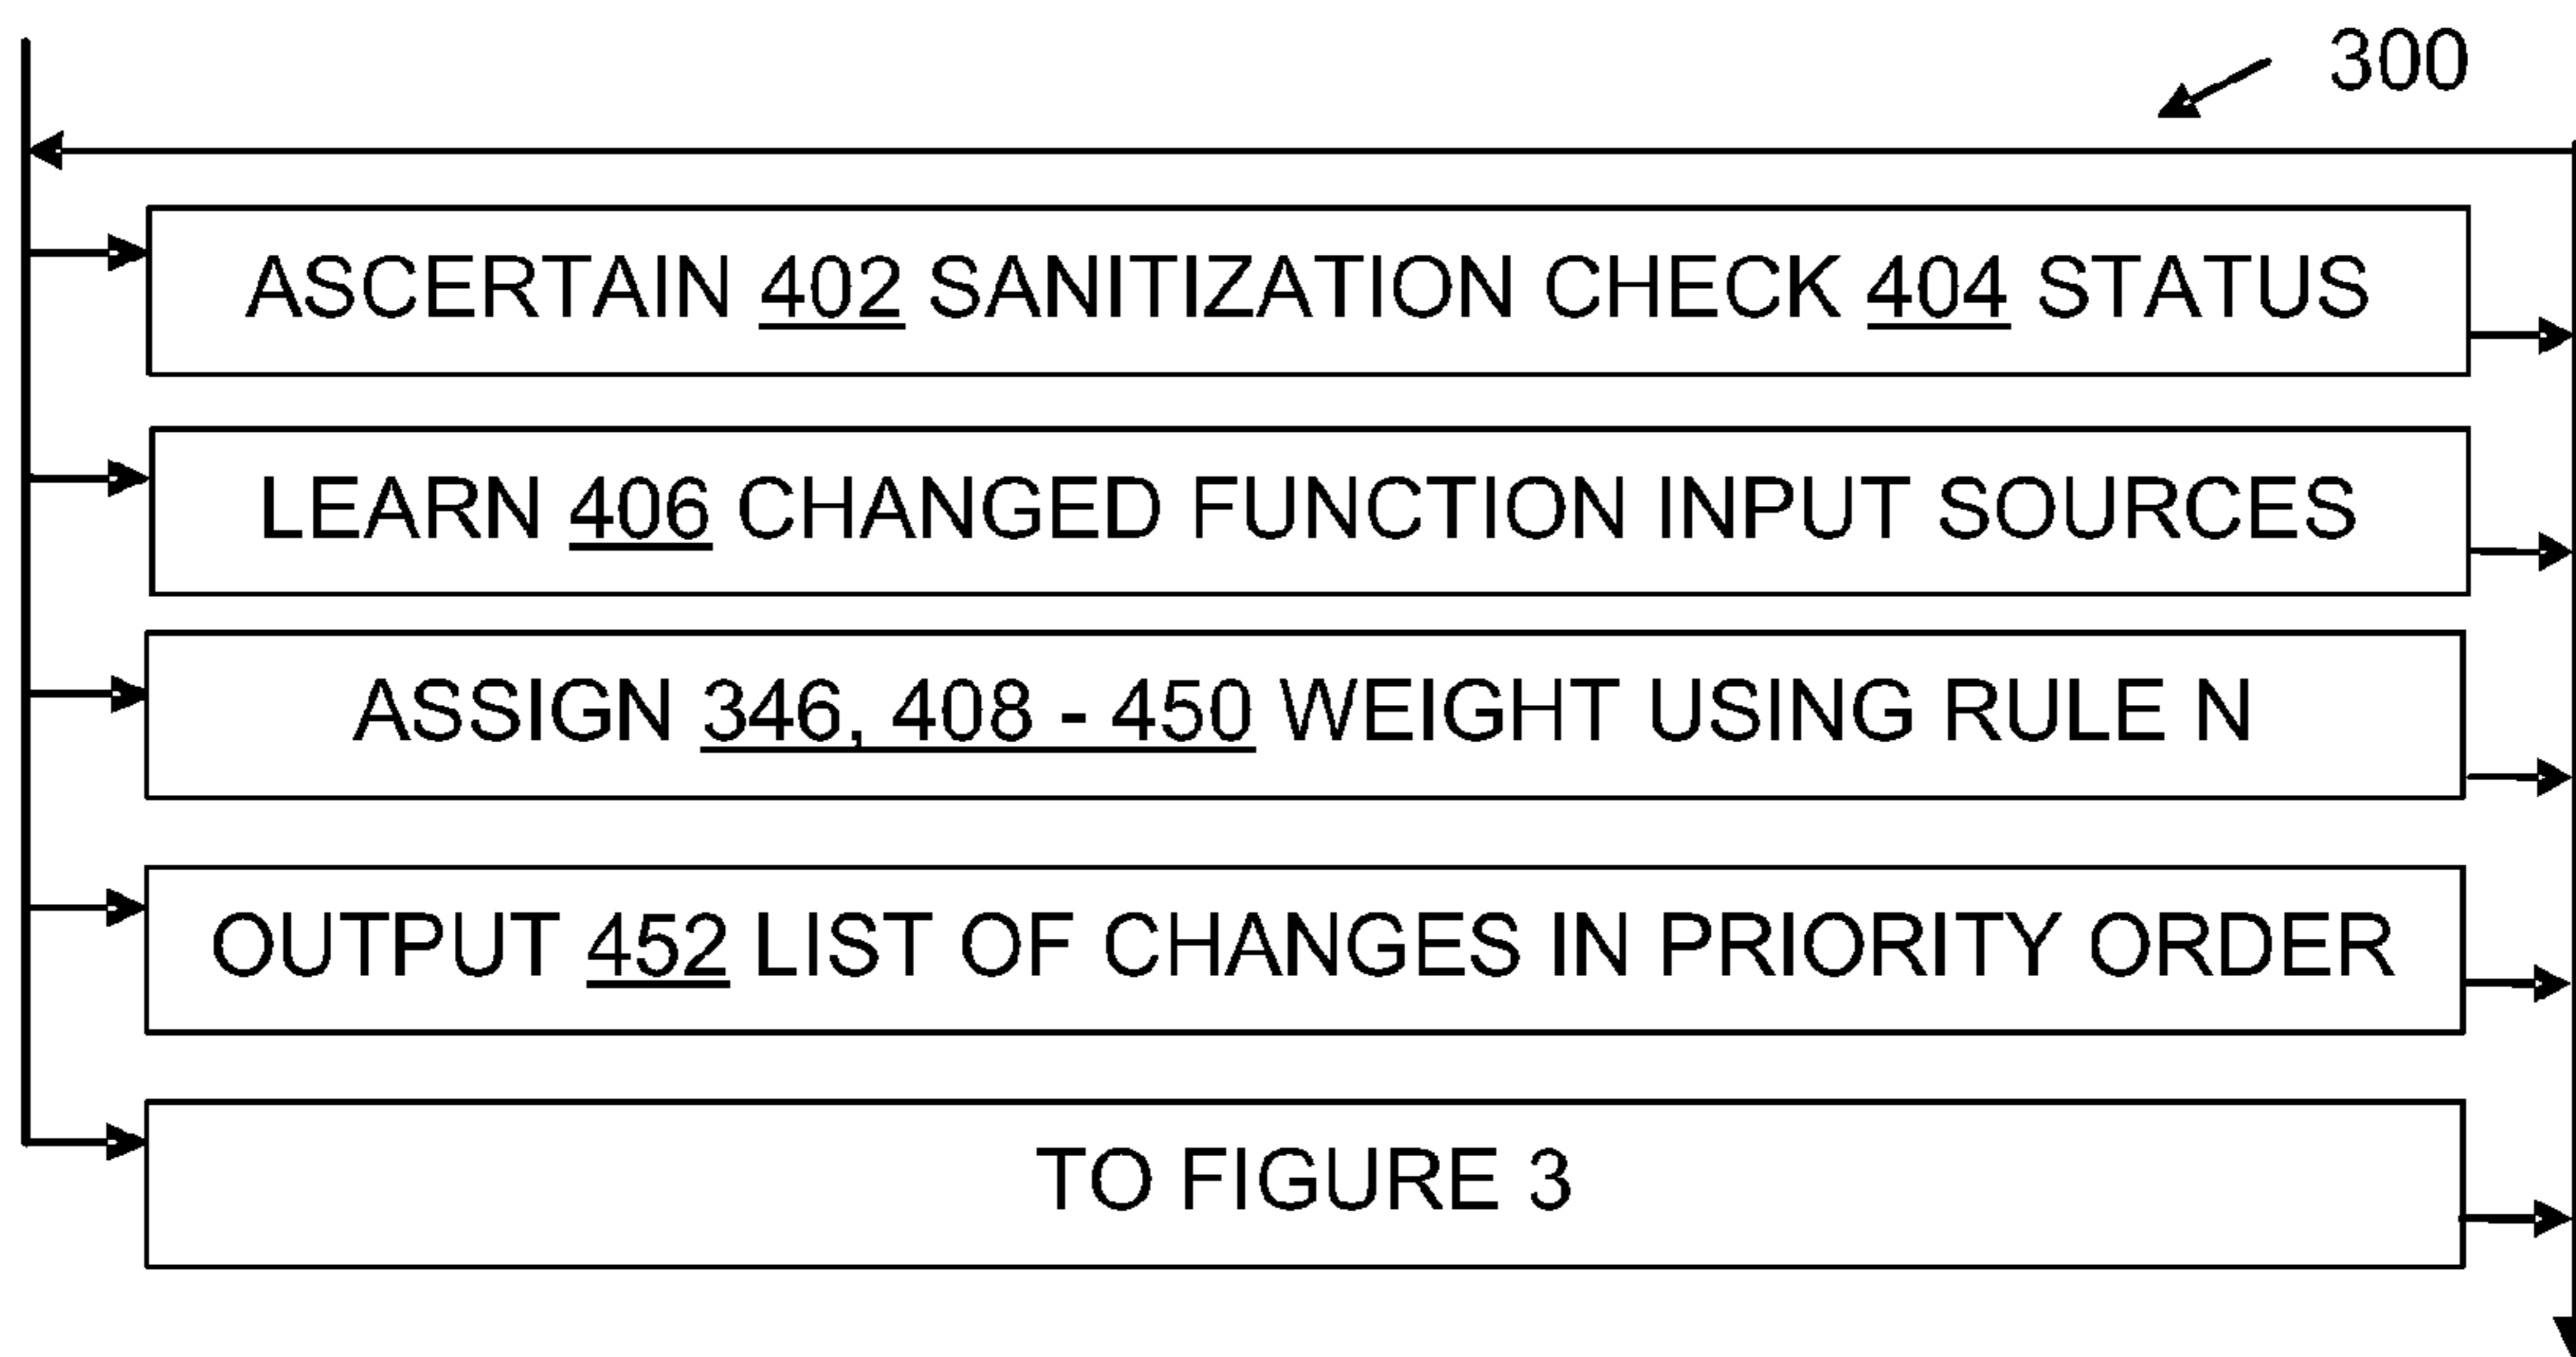 300
ASCERTAIN 402 SANITIZATION CHECK 404 STATUS
LEARN 406 CHANGED FUNCTION INPUT SOURCES
ASSIGN 346, 408 - 450 WEIGHT USING RULE N
OUTPUT 452 LIST OF CHANGES IN PRIORITY ORDER
TO FIGURE 3